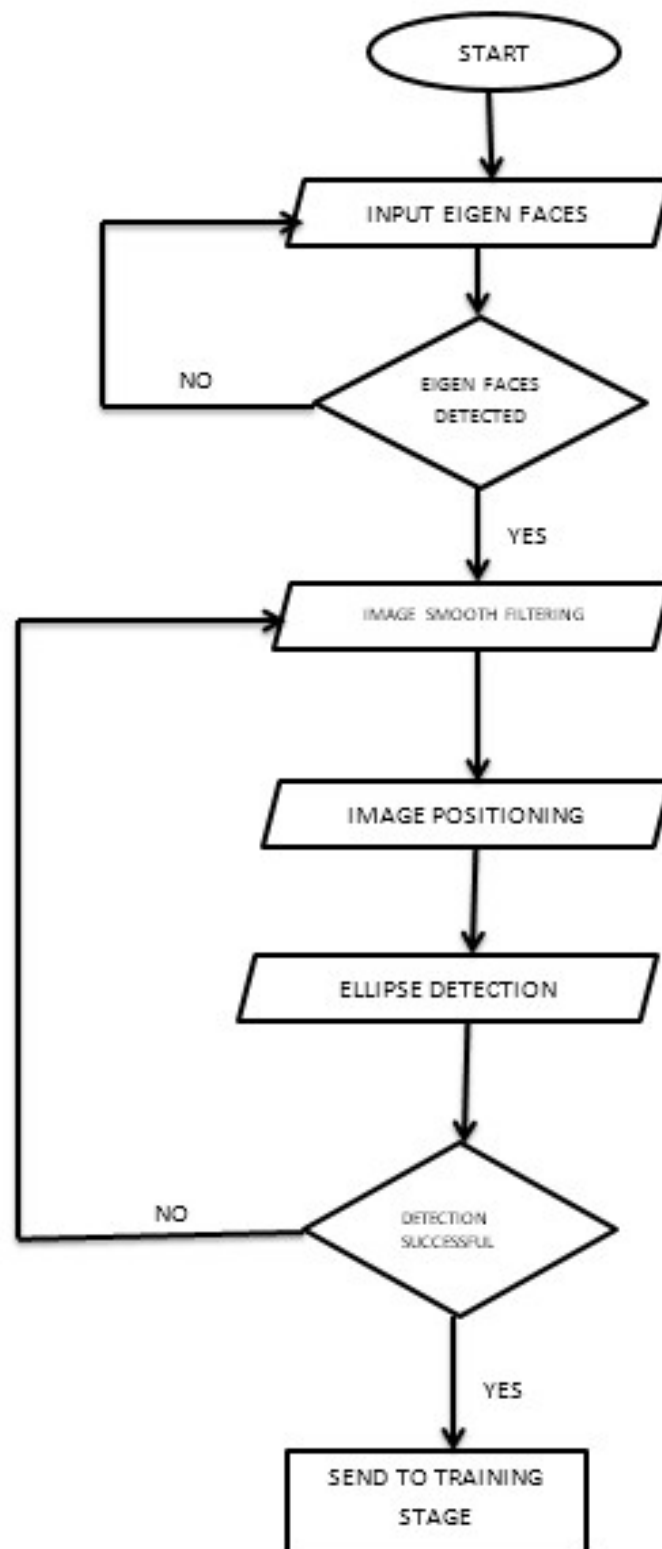 START
INPUT EIGEN FACES
NO
EIGEN FACES
DETECTED
YES
IMAGE SMOOTH FILTERING
IMAGE POSITIONING
ELLIPSE DETECTION
NO
DETECTION
SUCCESSFUL
YES
SEND TO TRAINING
STAGE